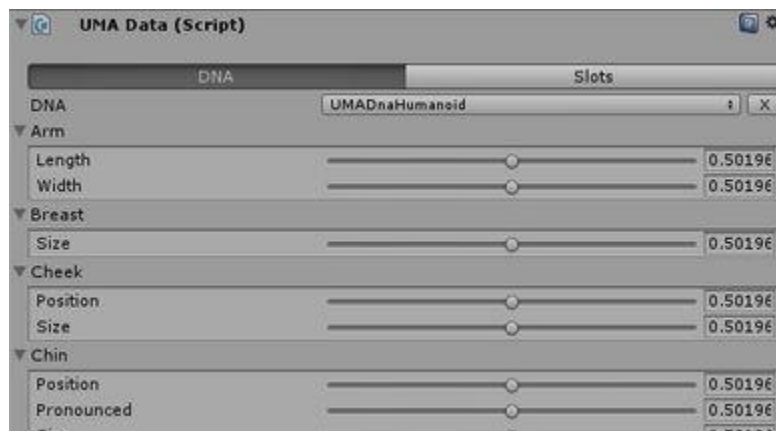 UMA Data (Script)
DNA Slots
DNA UMADnaHumanoid X
Arm
Length 0.50196
Width 0.50196
Breast
Size 0.50196
Cheek
Position 0.50196
Size 0.50196
Chin
Position 0.50196
Pronounced 0.50196